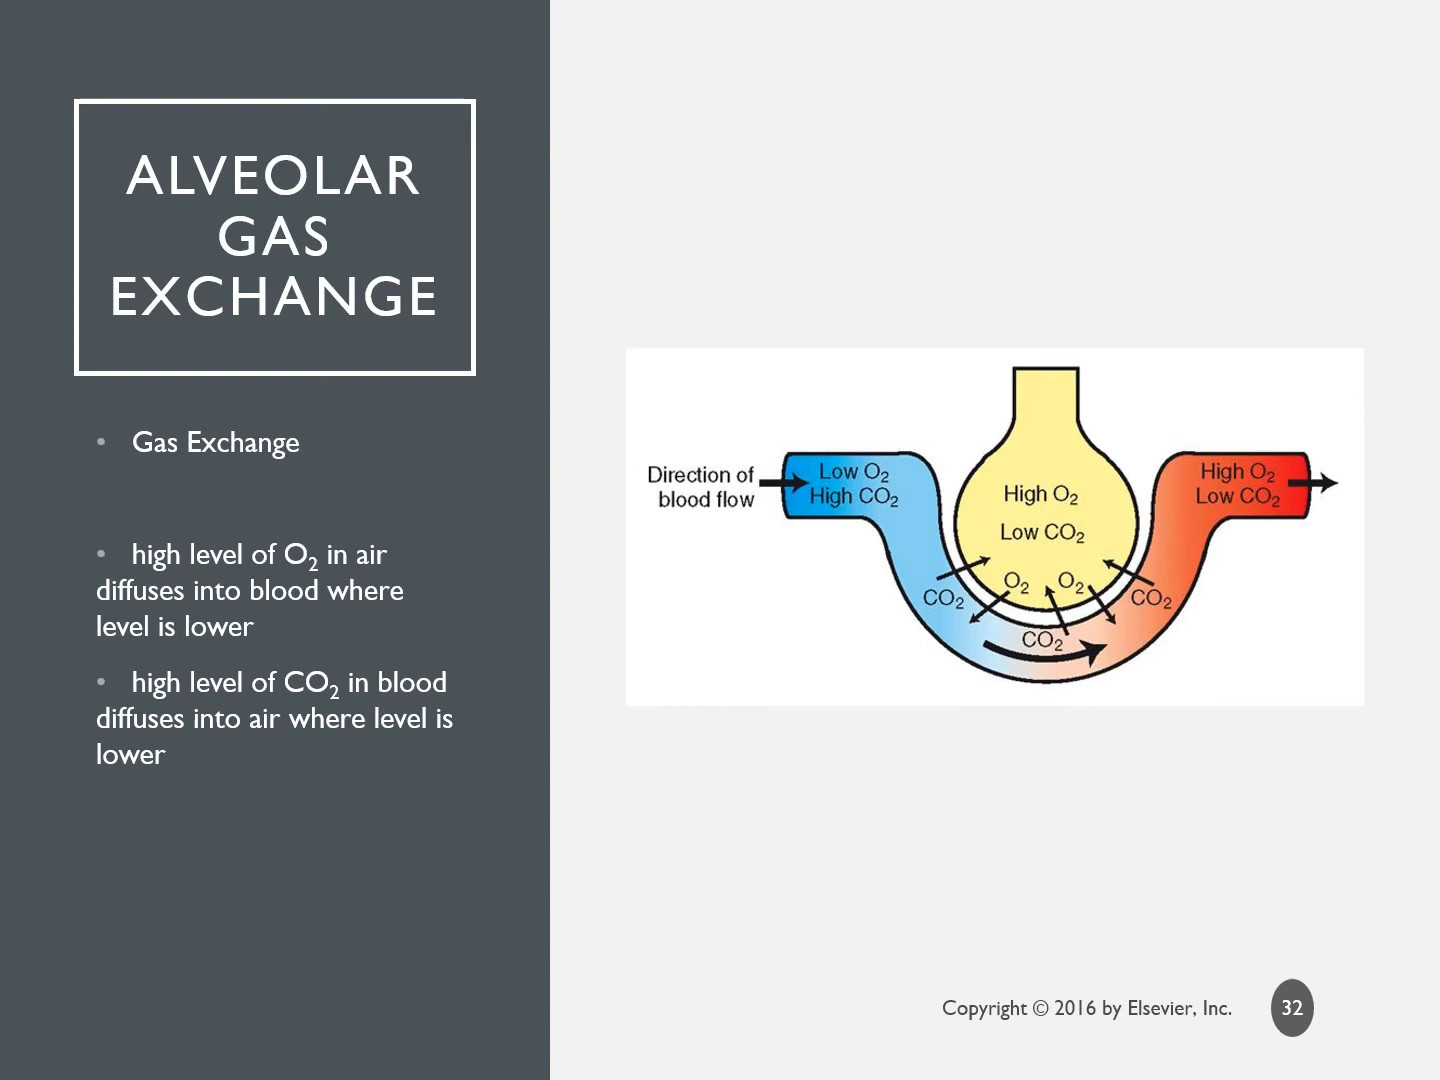 ALVEOLAR
GAS
EXCHANGE
• Gas Exchange
• high level of O₂ in air
diffuses into blood where
level is lower
• high level of CO₂ in blood
diffuses into air where level is
lower
Direction of
blood flow
Low O₂
High CO₂
High O₂
Low CO₂
High O₂
Low CO₂
O₂ O₂
CO₂
CO₂
CO₂
Copyright © 2016 by Elsevier, Inc.
32